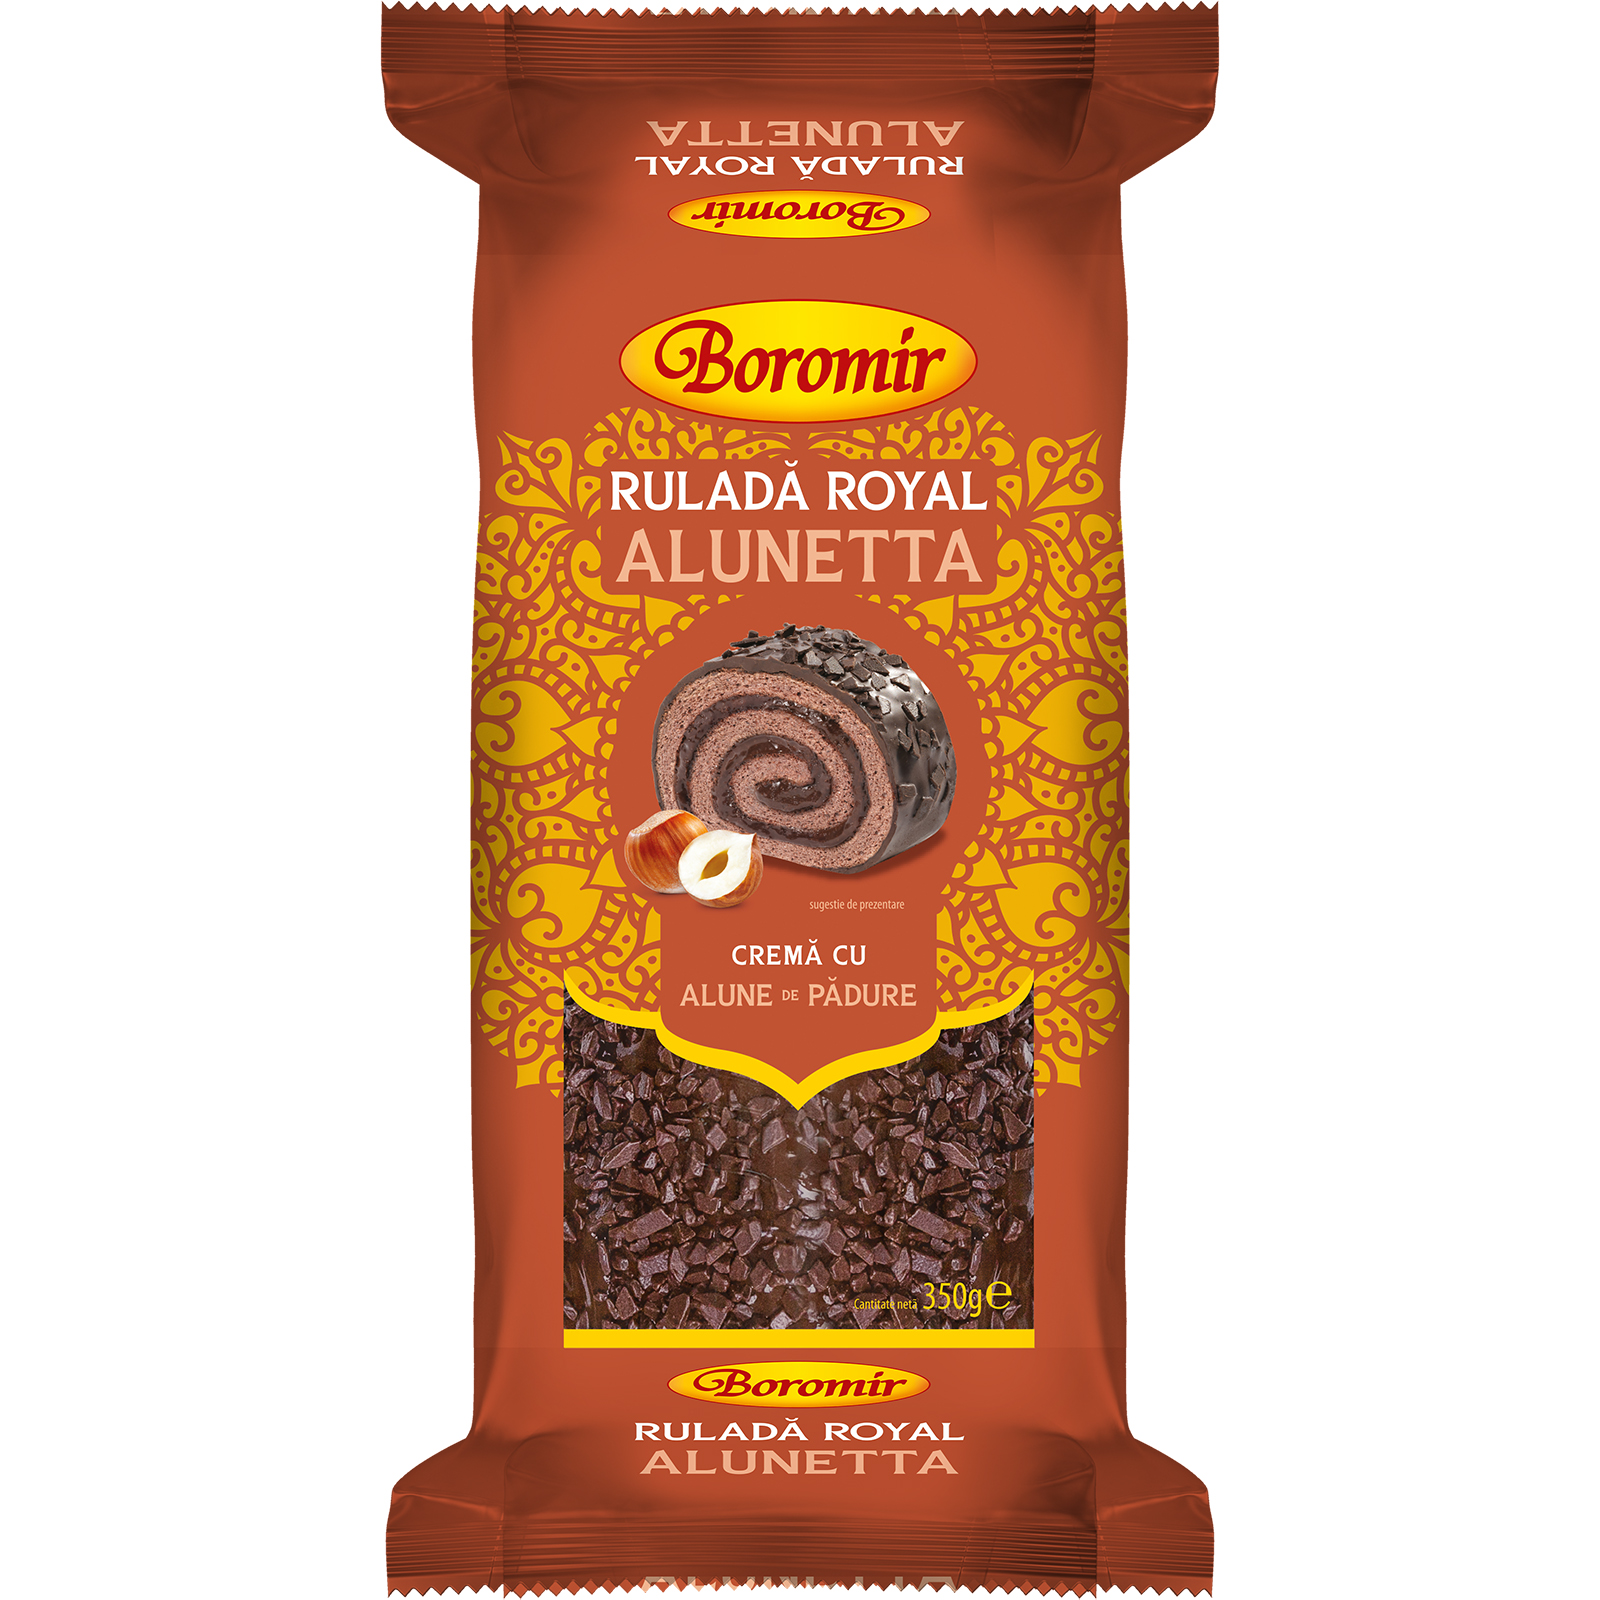 ALUNETTA
RULADĂ ROYAL
Boromir
Boromir
RULADĂ ROYAL
ALUNETTA
sugestie de prezentare
CREMĂ CU
ALUNE DE PĂDURE
Cantitate netă 350g℮
Boromir
RULADĂ ROYAL
ALUNETTA